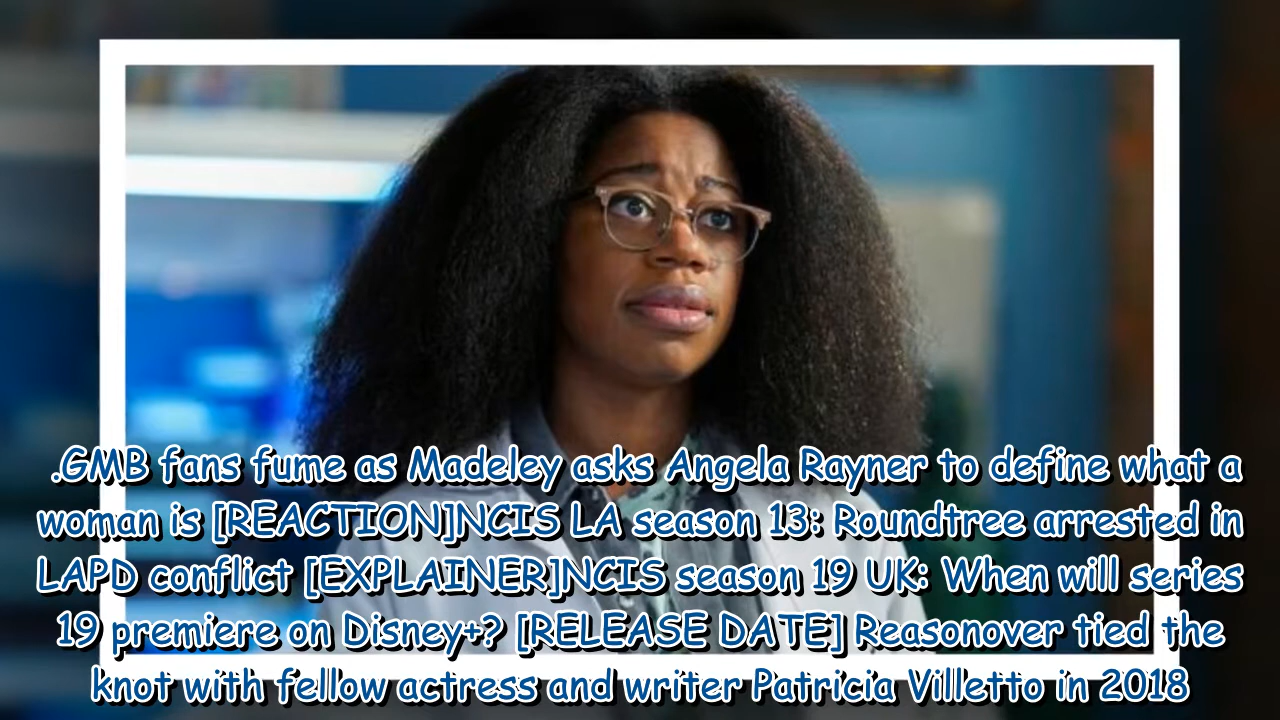 .GMB fans fume as Madeley asks Angela Rayner to define what a
woman is [REACTION]NCIS LA season 13: Roundtree arrested in
LAPD conflict [EXPLAINER]NCIS season 19 UK: When will series
19 premiere on Disney+? [RELEASE DATE] Reasonover tied the
knot with fellow actress and writer Patricia Villetto in 2018